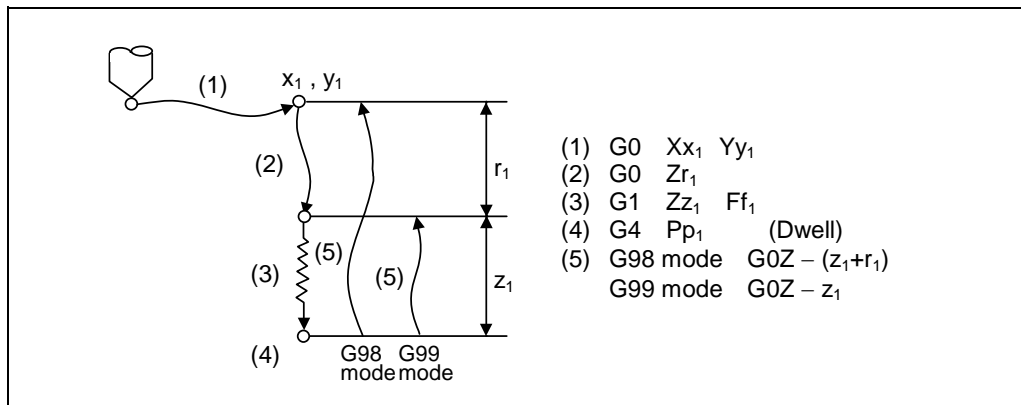 (1)
x₁ , y₁
(2)
r₁
(3)
(5)
(5)
z₁
(4)
G98 mode
G99 mode
(1) G0 Xx₁ Yy₁
(2) G0 Zr₁
(3) G1 Zz₁ Ff₁
(4) G4 Pp₁ (Dwell)
(5) G98 mode G0Z – (z₁+r₁)
G99 mode G0Z – z₁